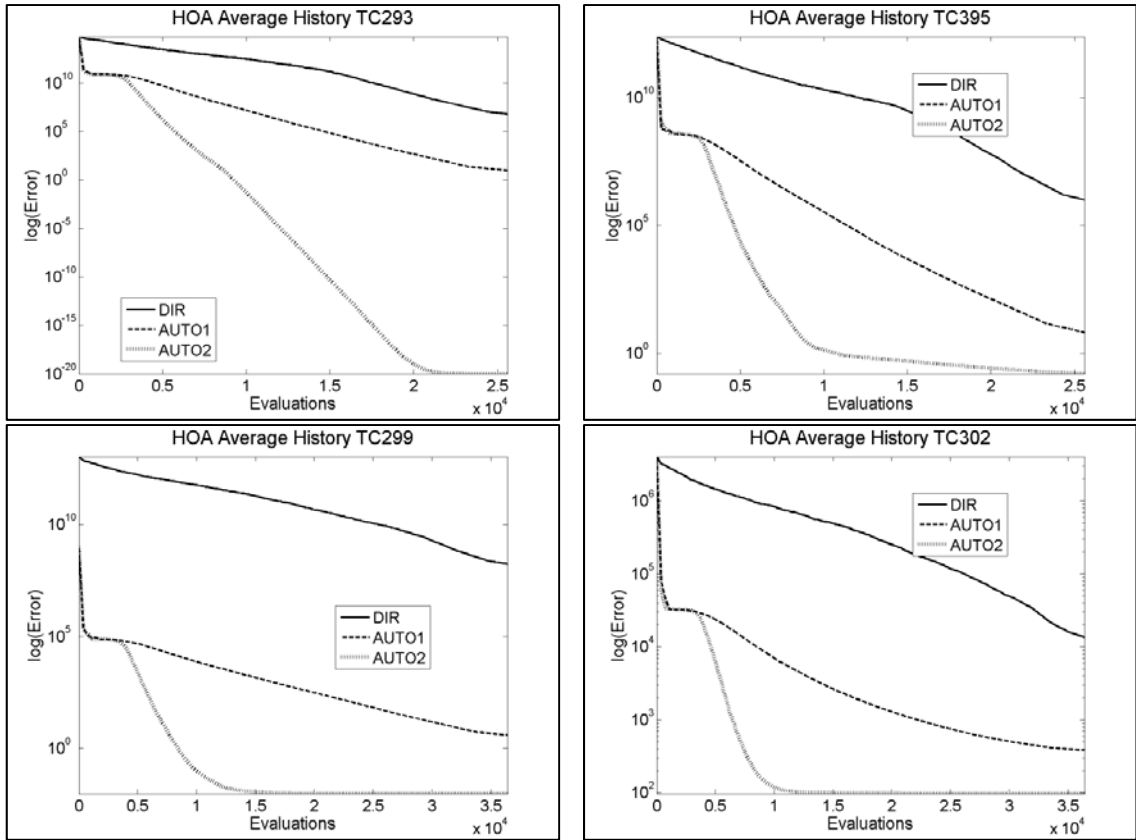 HOA Average History TC293
log(Error)
10^10
10^5
10^0
10^-5
10^-10
10^-15
10^-20
DIR
AUTO1
AUTO2
0 0.5 1 1.5 2 2.5
Evaluations
x 10^4
HOA Average History TC395
log(Error)
10^10
10^5
10^0
DIR
AUTO1
AUTO2
0 0.5 1 1.5 2 2.5
Evaluations
x 10^4
HOA Average History TC299
log(Error)
10^10
10^5
10^0
DIR
AUTO1
AUTO2
0 0.5 1 1.5 2 2.5 3 3.5
Evaluations
x 10^4
HOA Average History TC302
log(Error)
10^6
10^5
10^4
10^3
10^2
DIR
AUTO1
AUTO2
0 0.5 1 1.5 2 2.5 3 3.5
Evaluations
x 10^4